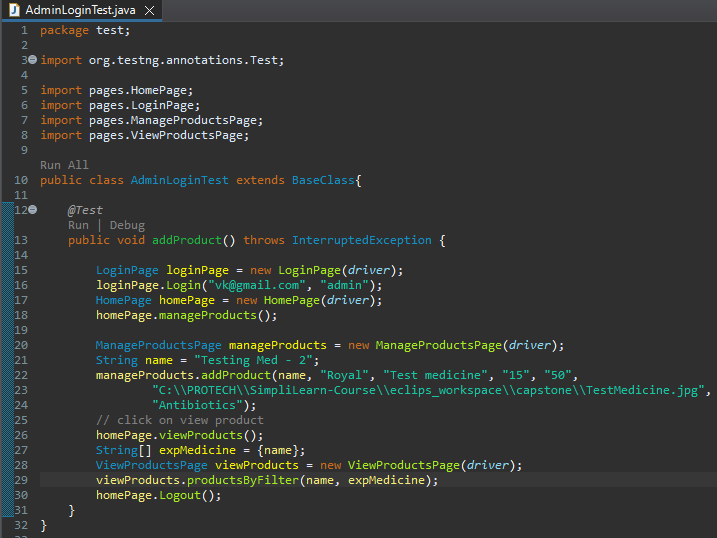 AdminLoginTest.java
1 package test;
2
3 import org.testng.annotations.Test;
4
5 import pages.HomePage;
6 import pages.LoginPage;
7 import pages.ManageProductsPage;
8 import pages.ViewProductsPage;
9
Run All
10 public class AdminLoginTest extends BaseClass{
11
12 @Test
Run | Debug
13 public void addProduct() throws InterruptedException {
14
15 LoginPage loginPage = new LoginPage(driver);
16 loginPage.Login("vk@gmail.com", "admin");
17 HomePage homePage = new HomePage(driver);
18 homePage.manageProducts();
19
20 ManageProductsPage manageProducts = new ManageProductsPage(driver);
21 String name = "Testing Med - 2";
22 manageProducts.addProduct(name, "Royal", "Test medicine", "15", "50",
23 "C:\\PROTECH\\SimpliLearn-Course\\eclips_workspace\\capstone\\TestMedicine.jpg",
24 "Antibiotics");
25 // click on view product
26 homePage.viewProducts();
27 String[] expMedicine = {name};
28 ViewProductsPage viewProducts = new ViewProductsPage(driver);
29 viewProducts.productsByFilter(name, expMedicine);
30 homePage.Logout();
31 }
32 }
33